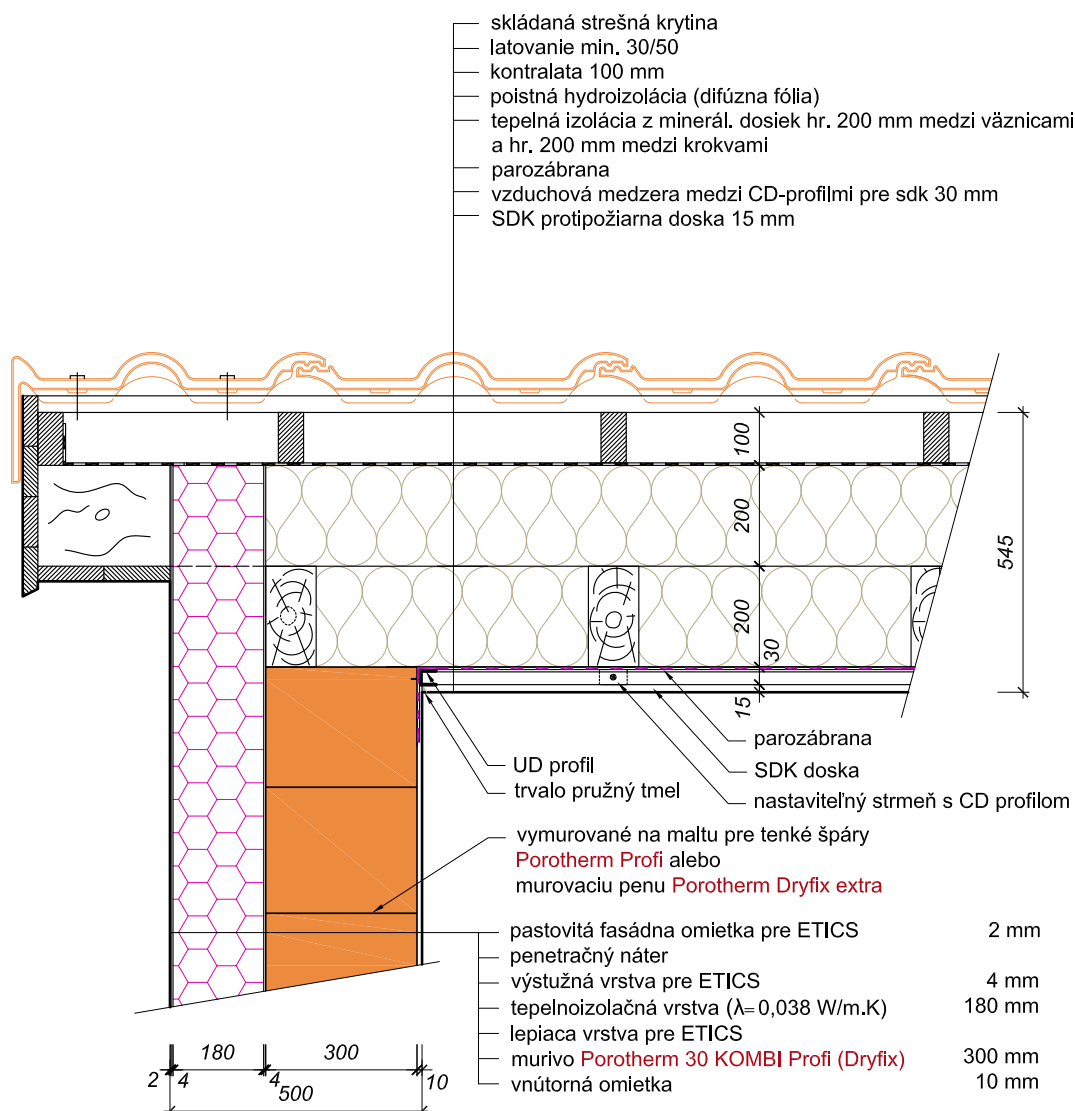 skládaná strešná krytina
latovanie min. 30/50
kontralata 100 mm
poistná hydroizolácia (difúzna fólia)
tepelná izolácia z minerál. dosiek hr. 200 mm medzi väznicami
a hr. 200 mm medzi krokvami
parozábrana
vzduchová medzera medzi CD-profilmi pre sdk 30 mm
SDK protipožiarna doska 15 mm
100
200
545
200
30
15
parozábrana
UD profil
SDK doska
trvalo pružný tmel
nastaviteľný strmeň s CD profilom
vymurované na maltu pre tenké špáry
Porotherm Profi alebo
murovaciu penu Porotherm Dryfix extra
pastovitá fasádna omietka pre ETICS 2 mm
penetračný náter
výstužná vrstva pre ETICS 4 mm
tepelnoizolačná vrstva (λ=0,038 W/m.K) 180 mm
lepiaca vrstva pre ETICS
murivo Porotherm 30 KOMBI Profi (Dryfix) 300 mm
vnútorná omietka 10 mm
180 300
2 4 4 10
500